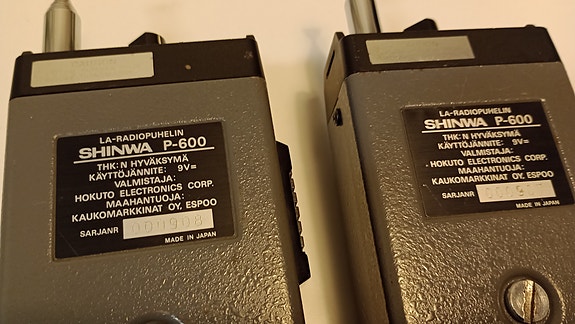 LA-RADIOPUHELIN
SHINWA P-600
THK:N HYVÄKSYMÄ
KÄYTTÖJÄNNITE: 9V=
VALMISTAJA:
HOKUTO ELECTRONICS CORP.
MAAHANTUOJA:
KAUKOMARKKINAT OY, ESPOO
SARJANR 004908
MADE IN JAPAN
LA-RADIOPUHELIN
SHINWA P-600
THK:N HYVÄKSYMÄ
KÄYTTÖJÄNNITE: 9V=
VALMISTAJA:
HOKUTO ELECTRONICS CORP.
MAAHANTUOJA:
KAUKOMARKKINAT OY, ESPOO
SARJANR
MADE IN JAPAN